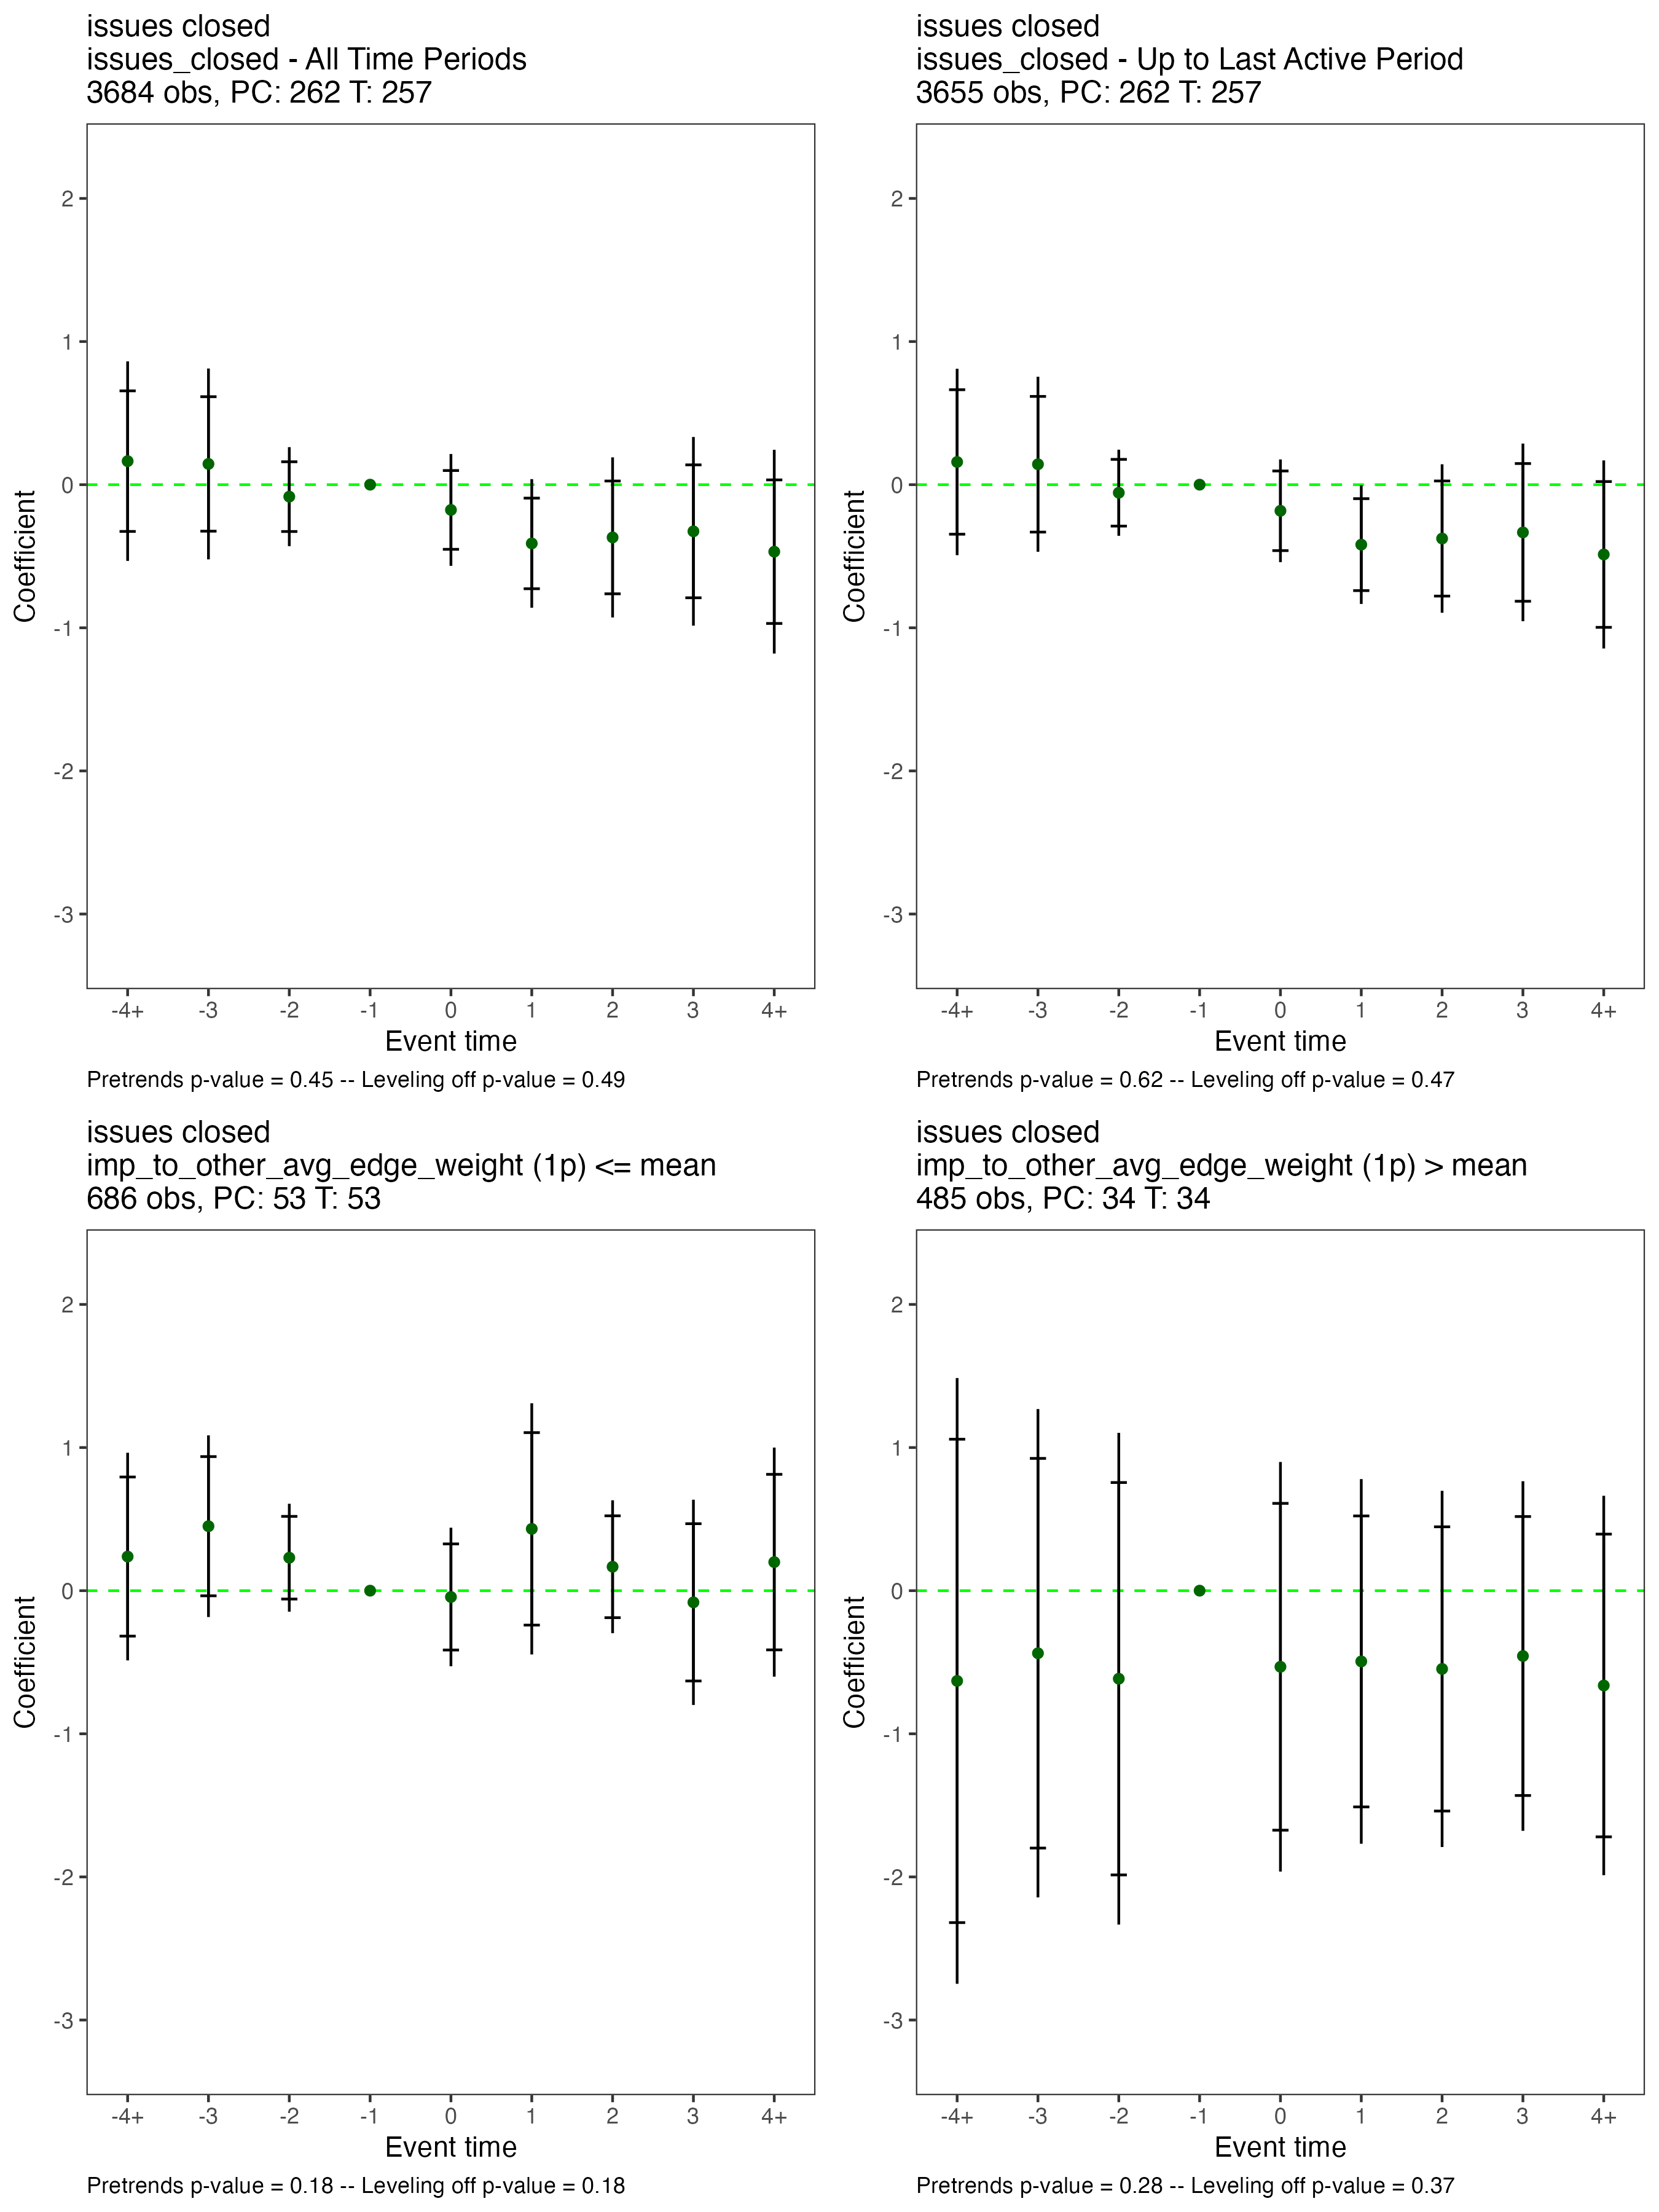 issues closed
issues_closed - All Time Periods
3684 obs, PC: 262 T: 257
2
1
0
-1
-2
-3
Coefficient
-4+ -3 -2 -1 0 1 2 3 4+
Event time
Pretrends p-value = 0.45 -- Leveling off p-value = 0.49
issues closed
issues_closed - Up to Last Active Period
3655 obs, PC: 262 T: 257
2
1
0
-1
-2
-3
Coefficient
-4+ -3 -2 -1 0 1 2 3 4+
Event time
Pretrends p-value = 0.62 -- Leveling off p-value = 0.47
issues closed
imp_to_other_avg_edge_weight (1p) <= mean
686 obs, PC: 53 T: 53
2
1
0
-1
-2
-3
Coefficient
-4+ -3 -2 -1 0 1 2 3 4+
Event time
Pretrends p-value = 0.18 -- Leveling off p-value = 0.18
issues closed
imp_to_other_avg_edge_weight (1p) > mean
485 obs, PC: 34 T: 34
2
1
0
-1
-2
-3
Coefficient
-4+ -3 -2 -1 0 1 2 3 4+
Event time
Pretrends p-value = 0.28 -- Leveling off p-value = 0.37